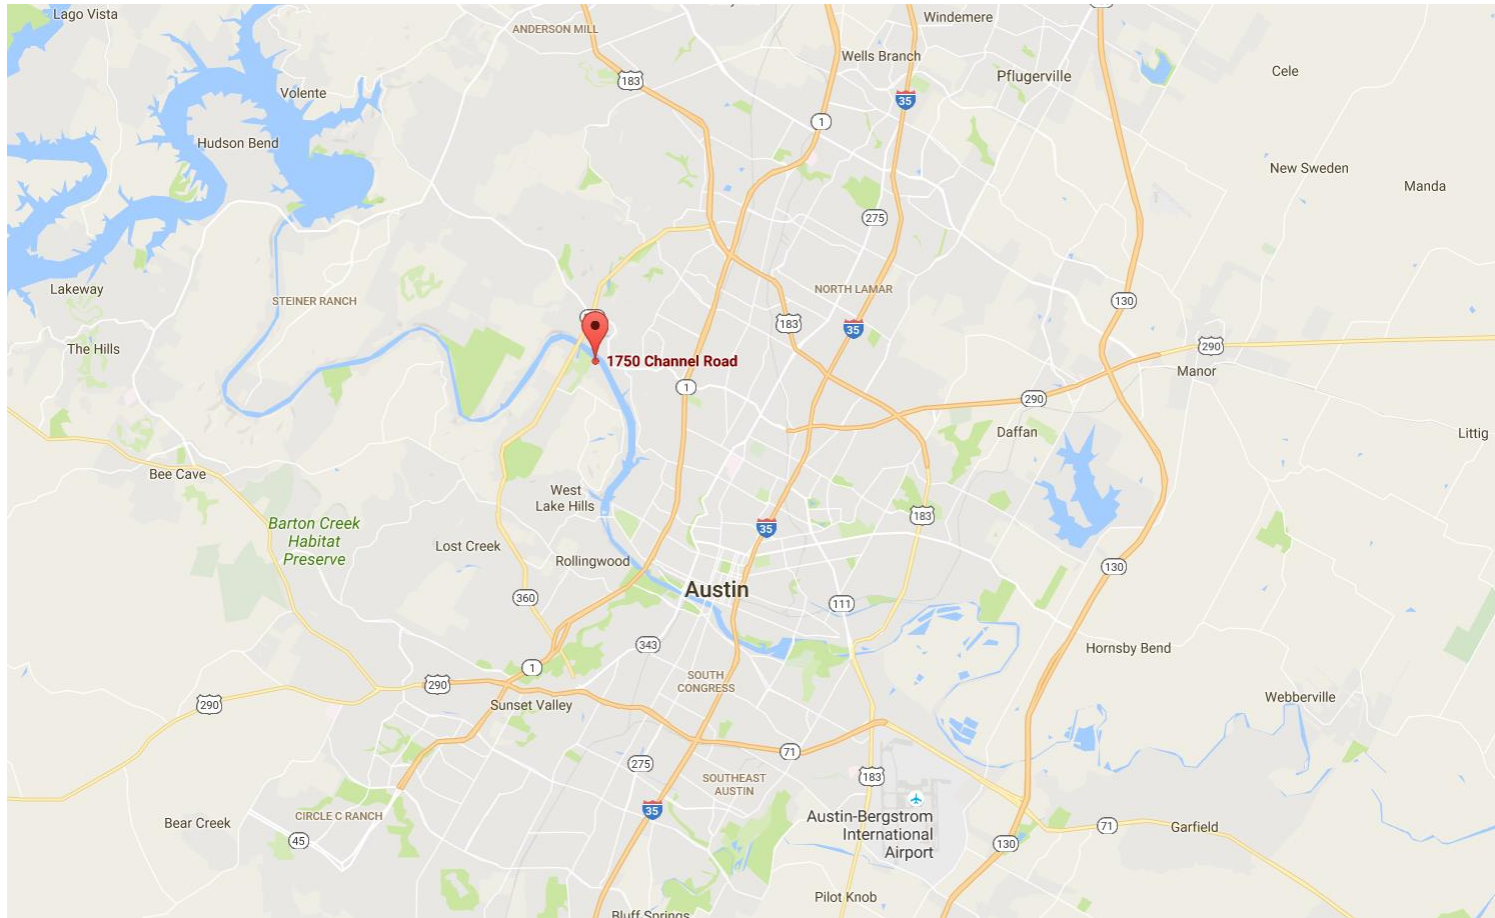 Lago Vista
ANDERSON MILL
Windemere
183
Wells Branch
Pflugerville
Cele
Volente
35
1
Hudson Bend
New Sweden
Manda
275
Lakeway
STEINER RANCH
NORTH LAMAR
130
183
35
The Hills
1750 Channel Road
290
Manor
1
290
Daffan
Littig
Bee Cave
West
Lake Hills
183
Barton Creek
Habitat
Preserve
35
Lost Creek
Rollingwood
130
Austin
360
111
343
Hornsby Bend
1
SOUTH
CONGRESS
290
290
Sunset Valley
Webberville
71
275
SOUTHEAST
AUSTIN
183
35
Austin-Bergstrom
International
Airport
CIRCLE C RANCH
Bear Creek
45
71
Garfield
130
Pilot Knob
Bluff Springs